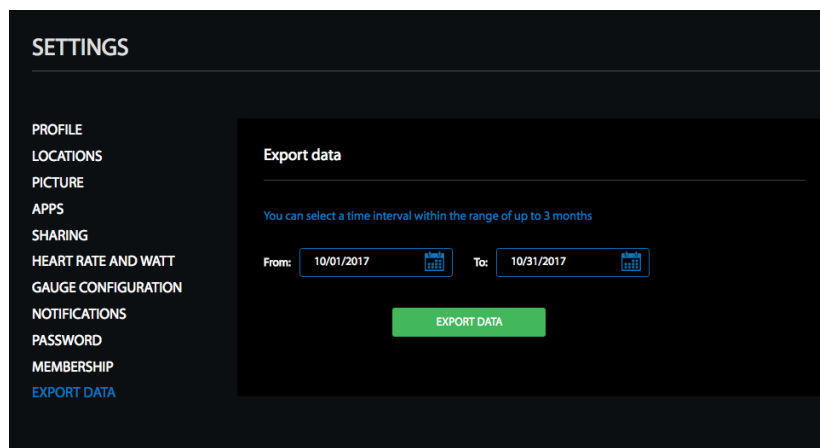 SETTINGS
PROFILE
LOCATIONS
PICTURE
APPS
SHARING
HEART RATE AND WATT
GAUGE CONFIGURATION
NOTIFICATIONS
PASSWORD
MEMBERSHIP
EXPORT DATA
Export data
You can select a time interval within the range of up to 3 months
From: 10/01/2017 To: 10/31/2017
EXPORT DATA